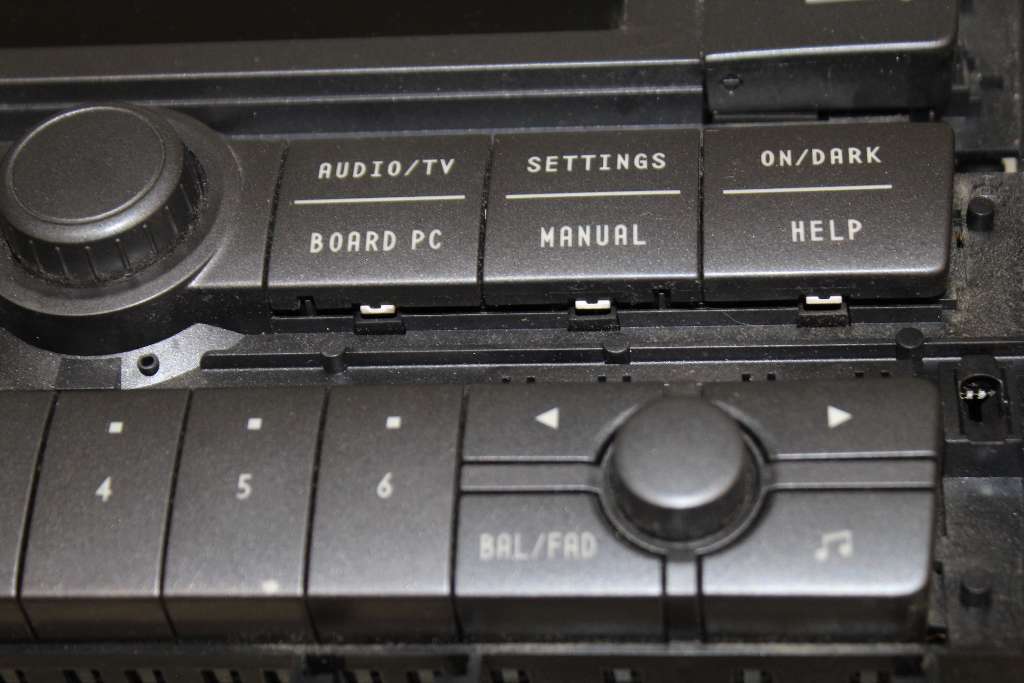 AUDIO/TV
BOARD PC
SETTINGS
MANUAL
ON/DARK
HELP
4
5
6
BAL/FAD